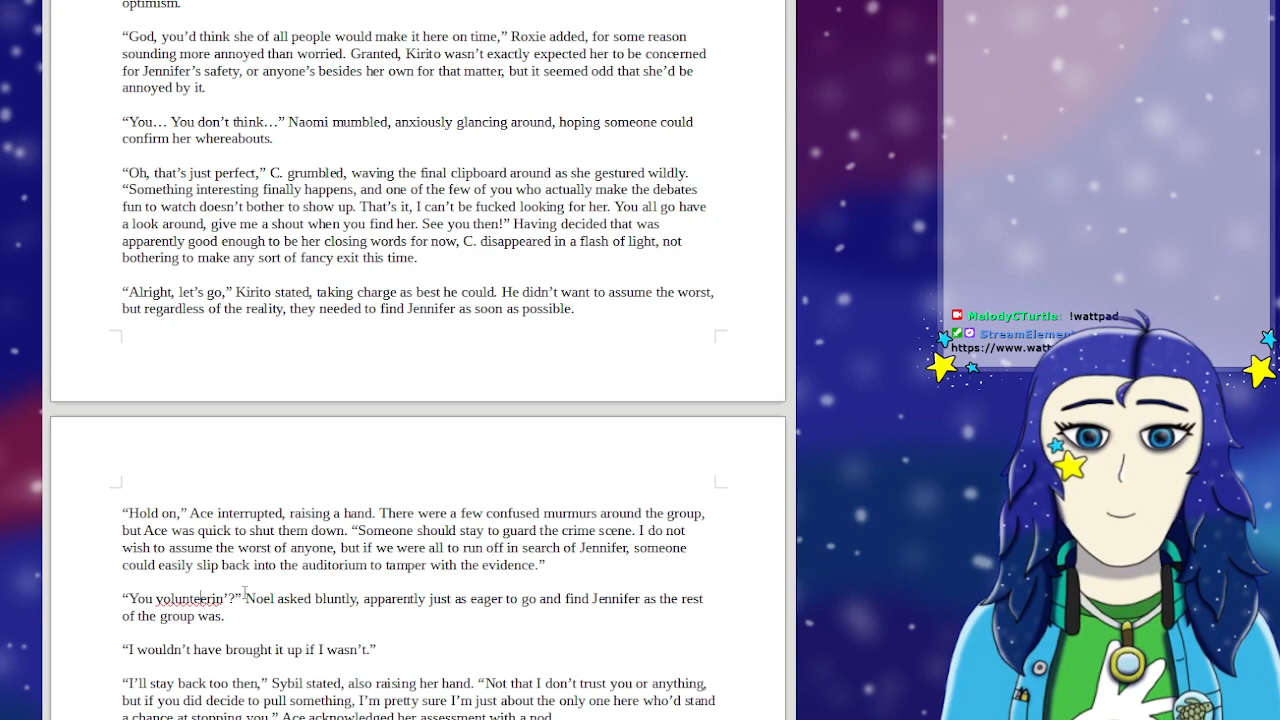 optimism.
“God, you’d think she of all people would make it here on time,” Roxie added, for some reason
sounding more annoyed than worried. Granted, Kirito wasn’t exactly expected her to be concerned
for Jennifer’s safety, or anyone’s besides her own for that matter, but it seemed odd that she’d be
annoyed by it.
“You… You don’t think…” Naomi mumbled, anxiously glancing around, hoping someone could
confirm her whereabouts.
“Oh, that’s just perfect,” C. grumbled, waving the final clipboard around as she gestured wildly.
“Something interesting finally happens, and one of the few of you who actually make the debates
fun to watch doesn’t bother to show up. That’s it, I can’t be fucked looking for her. You all go have
a look around, give me a shout when you find her. See you then!” Having decided that was
apparently good enough to be her closing words for now, C. disappeared in a flash of light, not
bothering to make any sort of fancy exit this time.
“Alright, let’s go,” Kirito stated, taking charge as best he could. He didn’t want to assume the worst,
but regardless of the reality, they needed to find Jennifer as soon as possible.
“Hold on,” Ace interrupted, raising a hand. There were a few confused murmurs around the group,
but Ace was quick to shut them down. “Someone should stay to guard the crime scene. I do not
wish to assume the worst of anyone, but if we were all to run off in search of Jennifer, someone
could easily slip back into the auditorium to tamper with the evidence.”
“You volunteerin’?” Noel asked bluntly, apparently just as eager to go and find Jennifer as the rest
of the group was.
“I wouldn’t have brought it up if I wasn’t.”
“I’ll stay back too then,” Sybil stated, also raising her hand. “Not that I don’t trust you or anything,
but if you did decide to pull something, I’m pretty sure I’m just about the only one here who’d stand
a chance at stopping you.” Ace acknowledged her assessment with a nod.
MelodyCTurtle: !wattpad
StreamElemen
https://www.watt